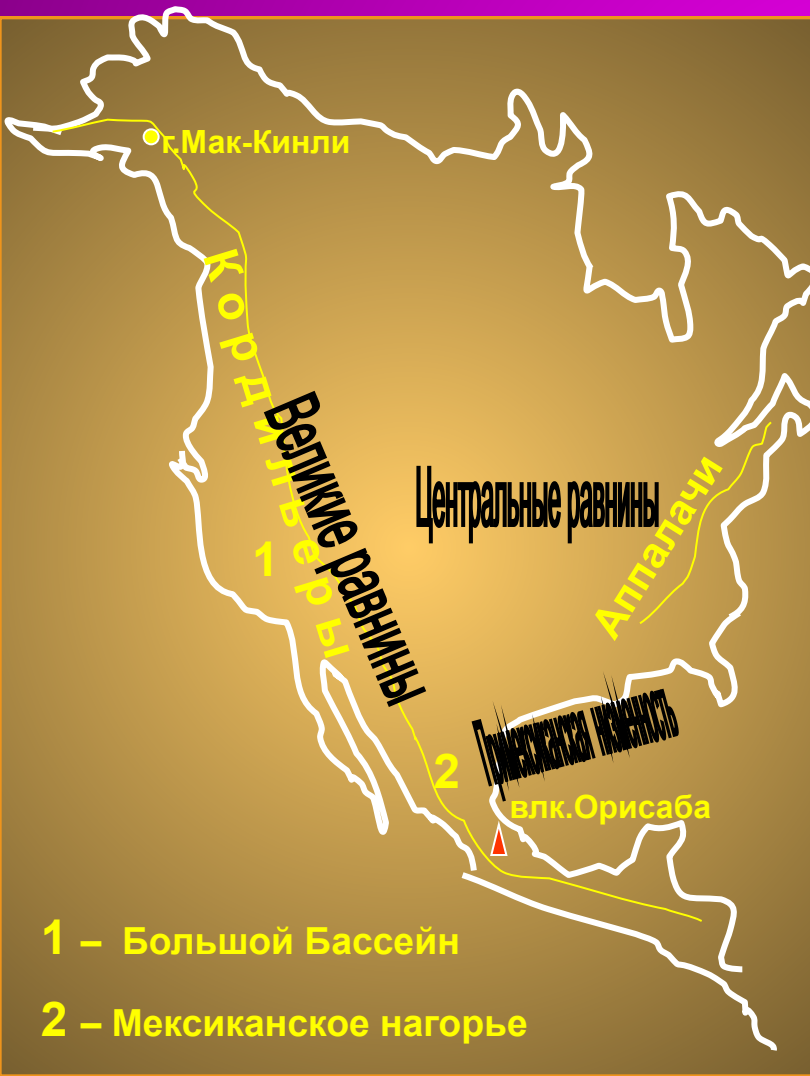 г.Мак-Кинли
Кордильеры
Великие равнины
Центральные равнины
Аппалачи
1
Примексиканская низменность
2
влк.Орисаба
1 – Большой Бассейн
2 – Мексиканское нагорье